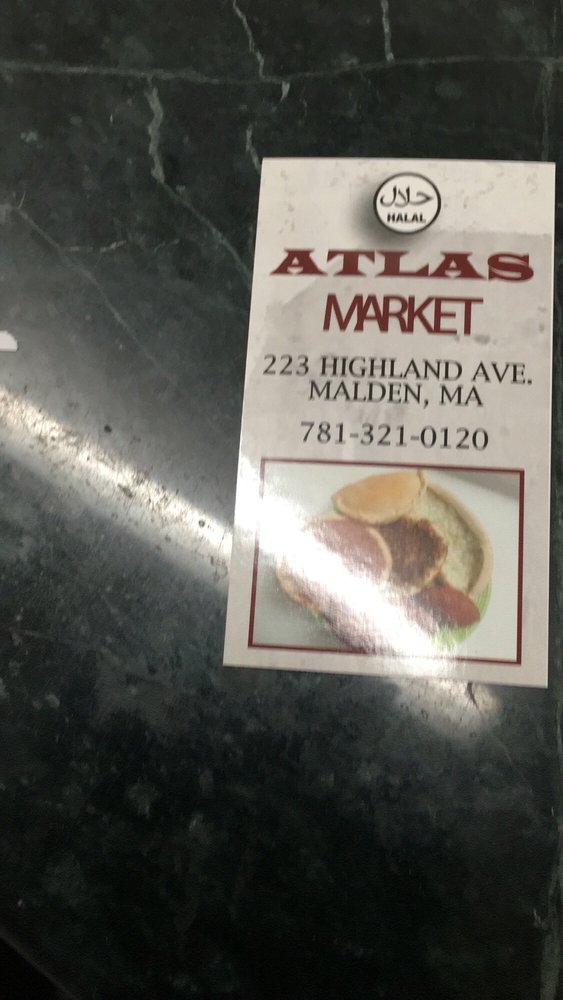 حلال
HALAL
ATLAS
MARKET
223 HIGHLAND AVE.
MALDEN, MA
781-321-0120